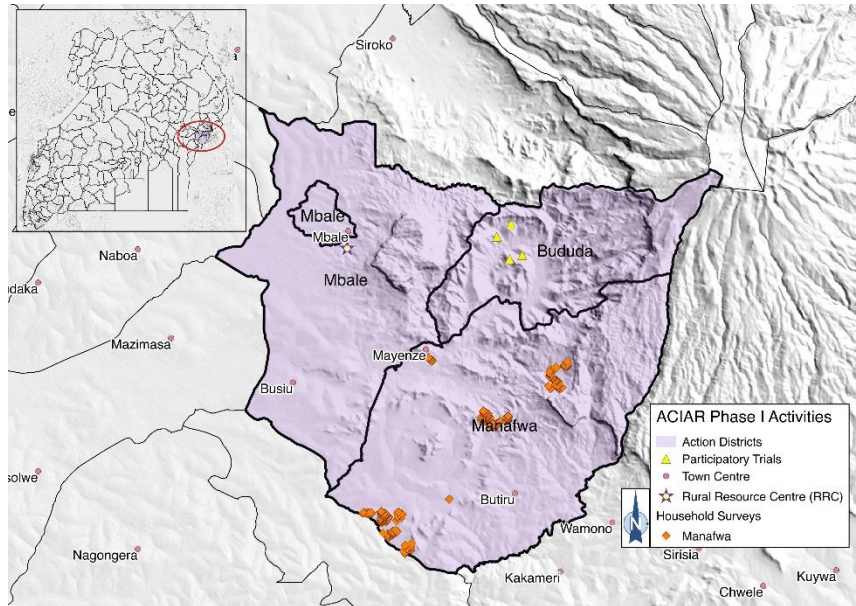 Siroko
Mbale
Mbale
Mbale
Bududa
Naboa
ndaka
Mazimasa
Mayenze
Busiu
Manafwa
solwe
Butiru
Wamono
Nagongera
Kakameri
Sirisia
Chwele
Kuywa
ACIAR Phase I Activities
Action Districts
Participatory Trials
Town Centre
Rural Resource Centre (RRC)
Household Surveys
Manafwa
N